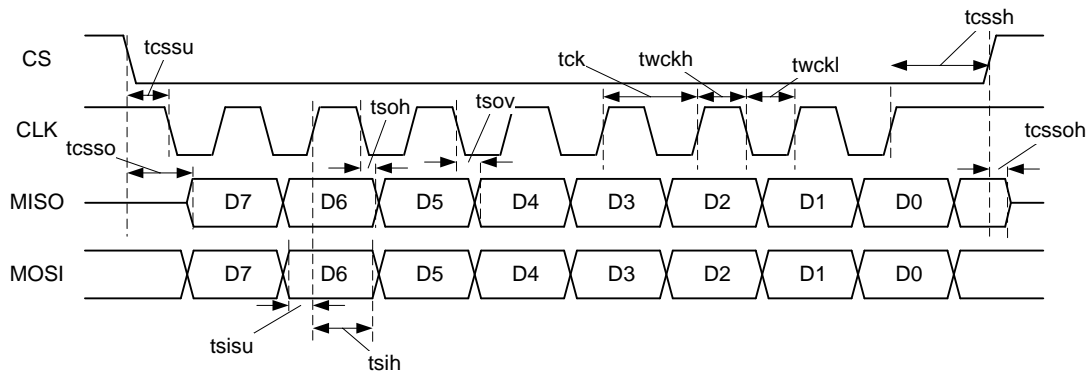 tcssh
tcssu
CS
tck
twckh
twckl
tsoh
tsov
CLK
tcsso
tcssoh
MISO
D7
D6
D5
D4
D3
D2
D1
D0
MOSI
D7
D6
D5
D4
D3
D2
D1
D0
tsisu
tsih